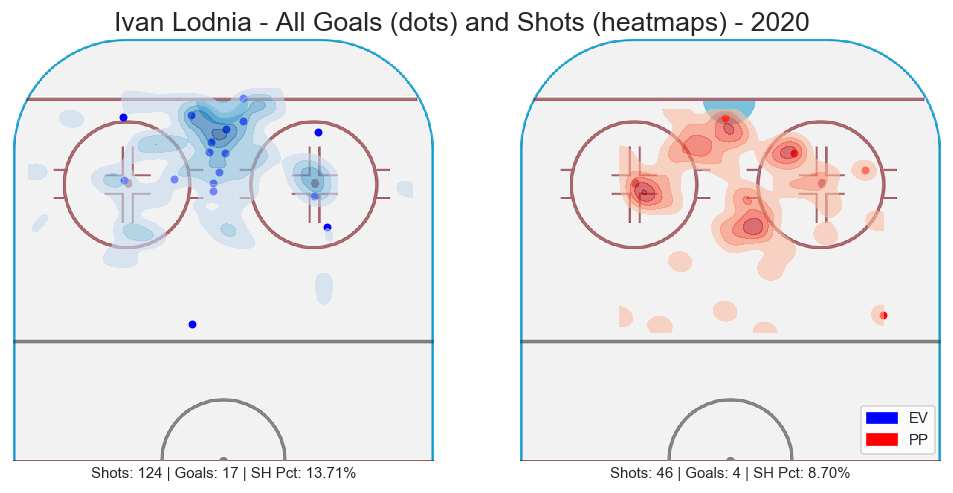 Ivan Lodnia - All Goals (dots) and Shots (heatmaps) - 2020
EV
PP
Shots: 124 | Goals: 17 | SH Pct: 13.71%
Shots: 46 | Goals: 4 | SH Pct: 8.70%